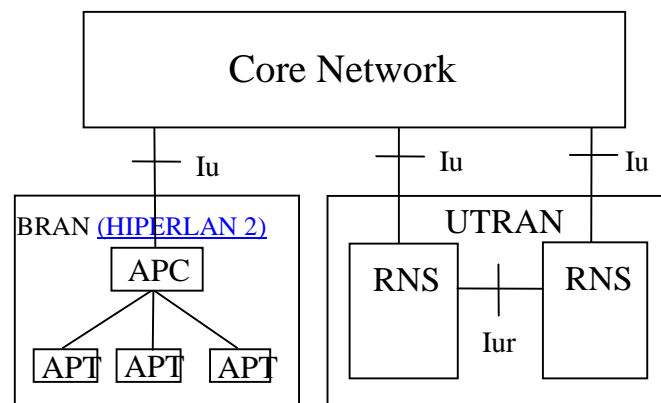 Core Network
Iu
Iu
Iu
BRAN (HIPERLAN 2)
UTRAN
APC
RNS
RNS
Iur
APT
APT
APT